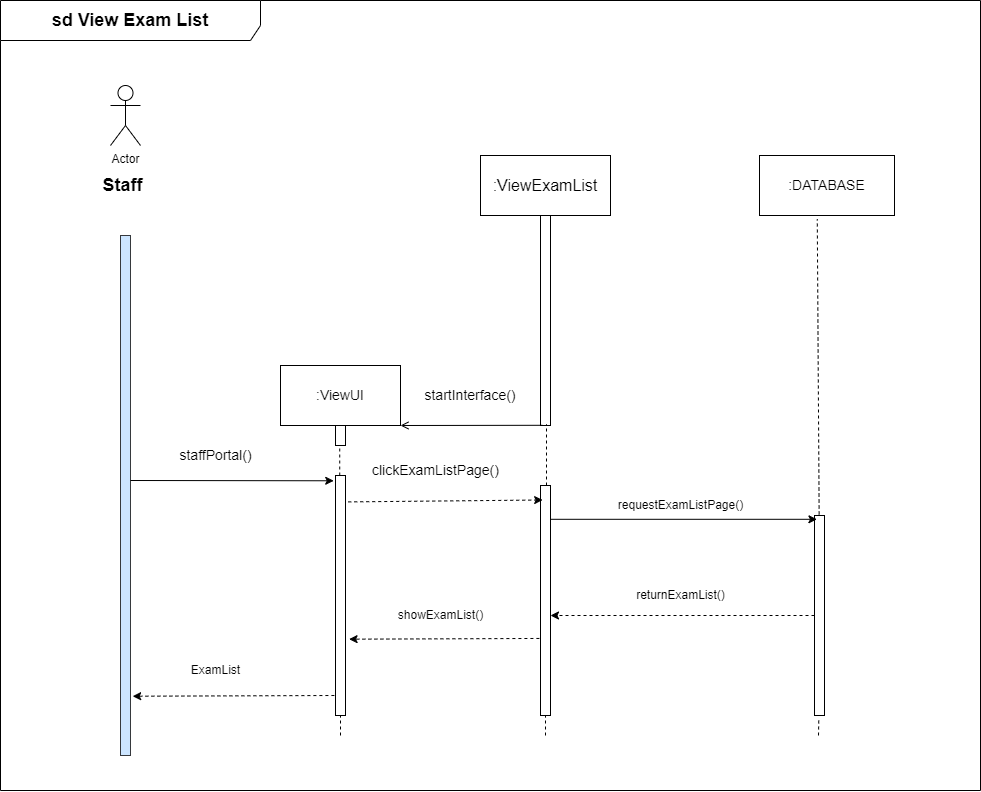 sd View Exam List
Actor
Staff
:ViewExamList
:DATABASE
:ViewUI
startInterface()
staffPortal()
clickExamListPage()
requestExamListPage()
returnExamList()
showExamList()
ExamList